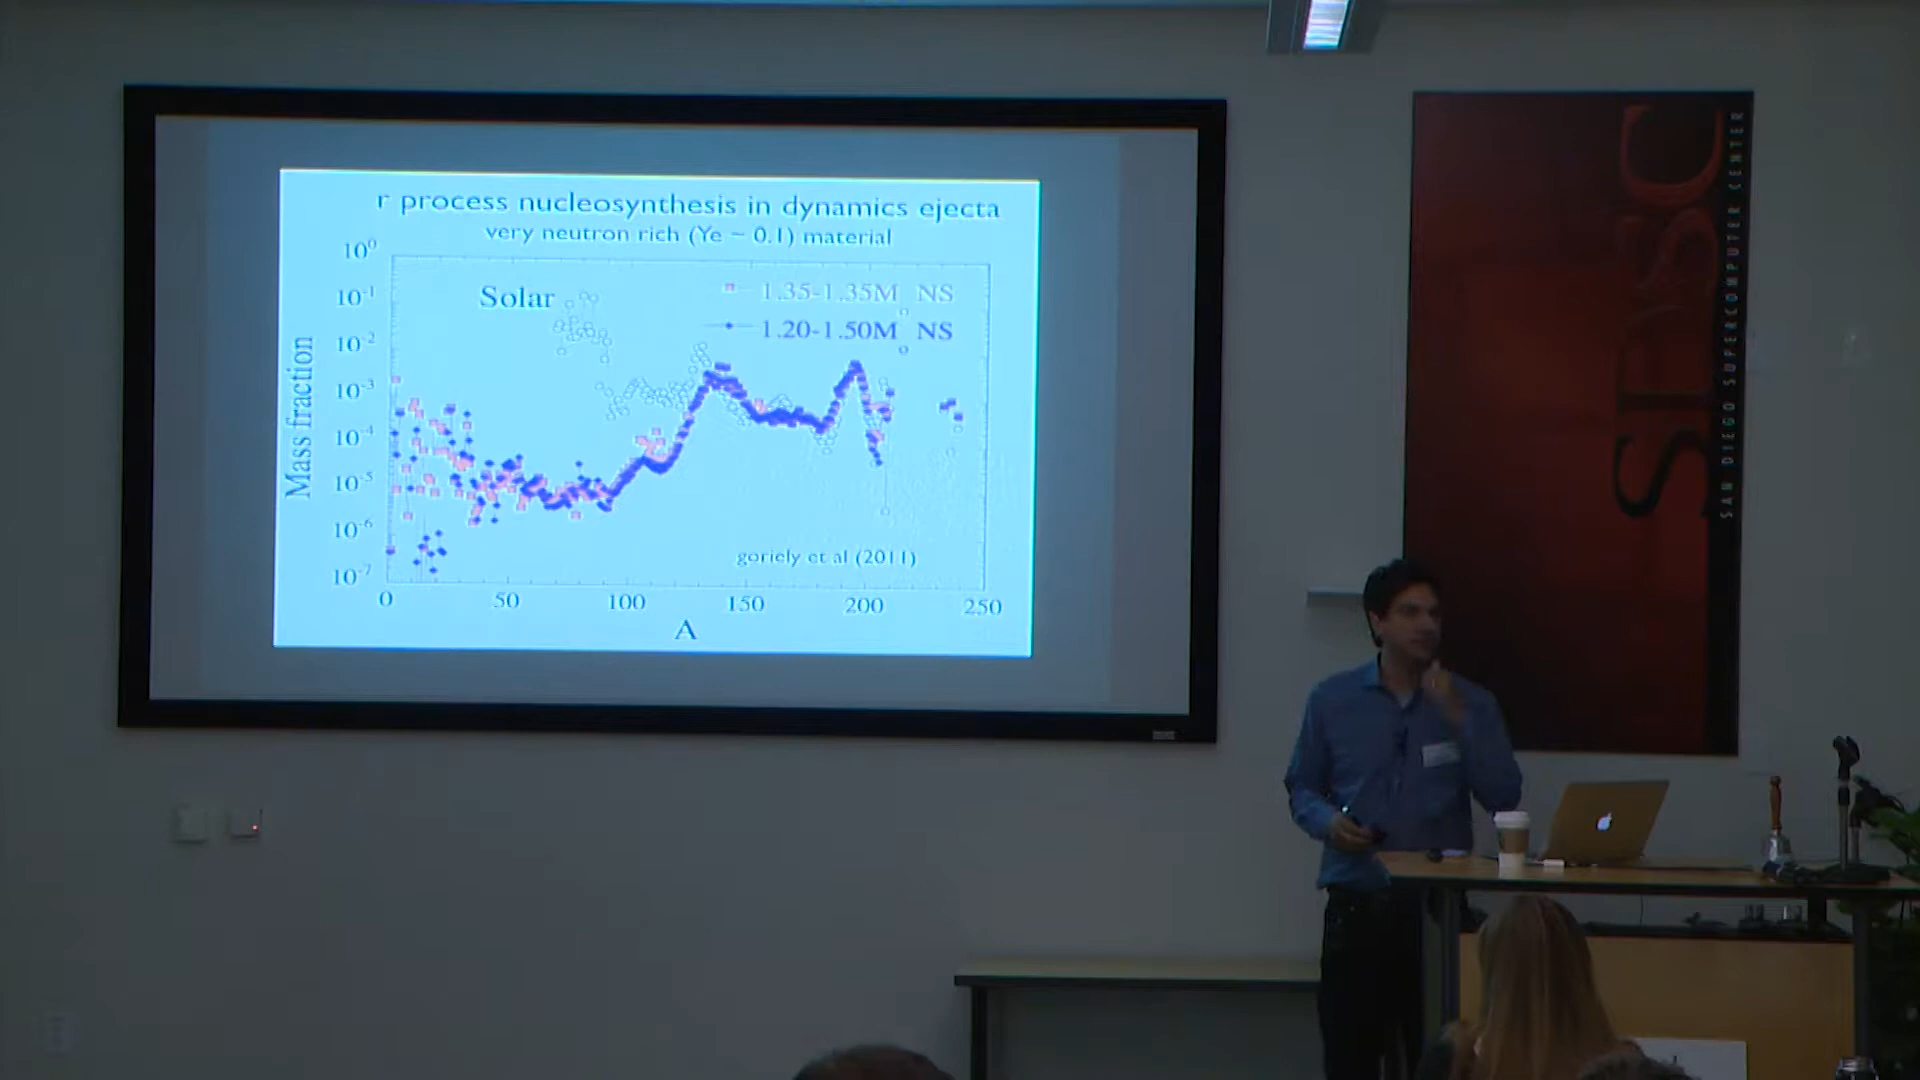 r process nucleosynthesis in dynamics ejecta
very neutron rich (Ye ~ 0.1) material
10^0
10^-1
10^-2
10^-3
10^-4
10^-5
10^-6
10^-7
Mass fraction
Solar
1.35-1.35M_o NS
1.20-1.50M_o NS
goriely et al (2011)
0 50 100 150 200 250
A
SDSC
SAN DIEGO SUPERCOMPUTER CENTER